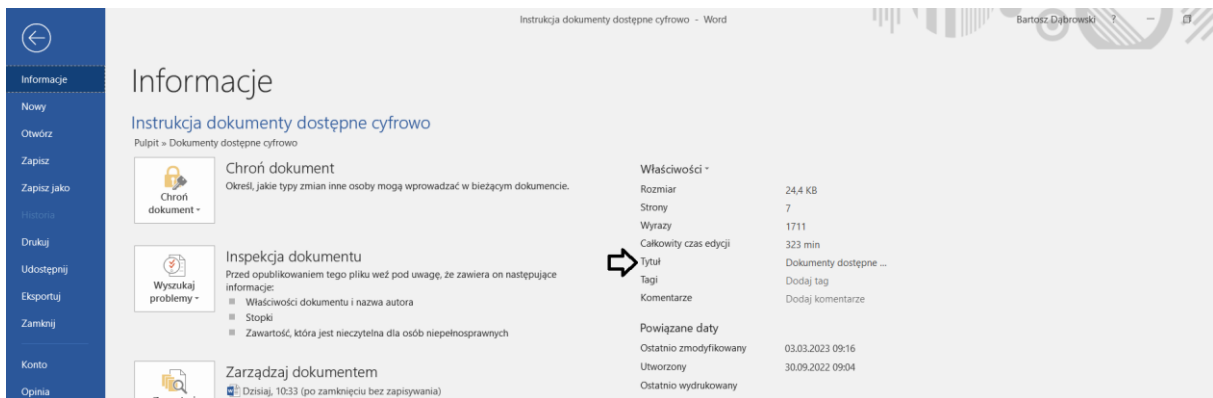 Instrukcja dokumenty dostępne cyfrowo - Word
Bartosz Dąbrowski ? –
Informacje
Nowy
Otwórz
Zapisz
Zapisz jako
Historia
Drukuj
Udostępnij
Eksportuj
Zamknij
Konto
Opinia
Informacje
Instrukcja dokumenty dostępne cyfrowo
Pulpit » Dokumenty dostępne cyfrowo
Chroń dokument
Chroń dokument
Określ, jakie typy zmian inne osoby mogą wprowadzać w bieżącym dokumencie.
Wyszukaj problemy
Inspekcja dokumentu
Przed opublikowaniem tego pliku weź pod uwagę, że zawiera on następujące
informacje:
Właściwości dokumentu i nazwa autora
Stopki
Zawartość, która jest nieczytelna dla osób niepełnosprawnych
Zarządzaj dokumentem
Dzisiaj, 10:33 (po zamknięciu bez zapisywania)
Właściwości
Rozmiar 24,4 KB
Strony 7
Wyrazy 1711
Całkowity czas edycji 323 min
Tytuł Dokumenty dostępne ...
Tagi Dodaj tag
Komentarze Dodaj komentarze
Powiązane daty
Ostatnio zmodyfikowany 03.03.2023 09:16
Utworzony 30.09.2022 09:04
Ostatnio wydrukowany